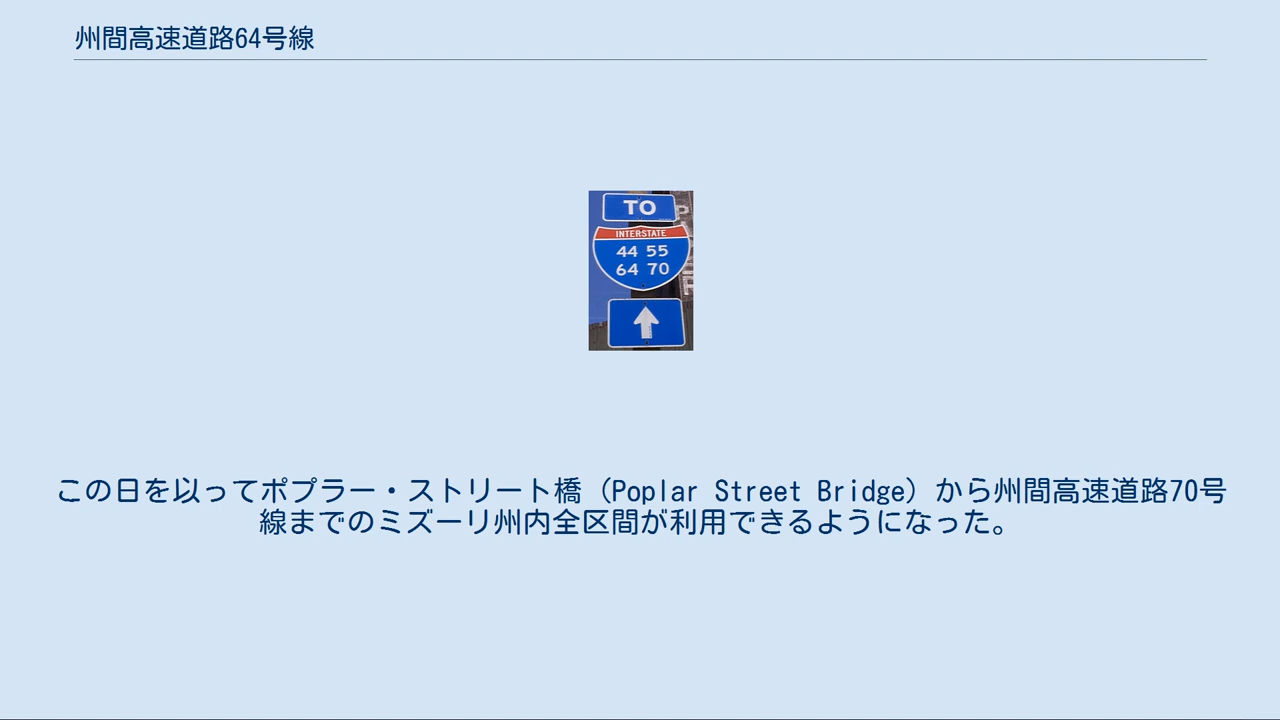 州間高速道路64号線
TO
INTERSTATE
44 55
64 70
この日を以ってポプラー・ストリート橋（Poplar Street Bridge）から州間高速道路70号
線までのミズーリ州内全区間が利用できるようになった。